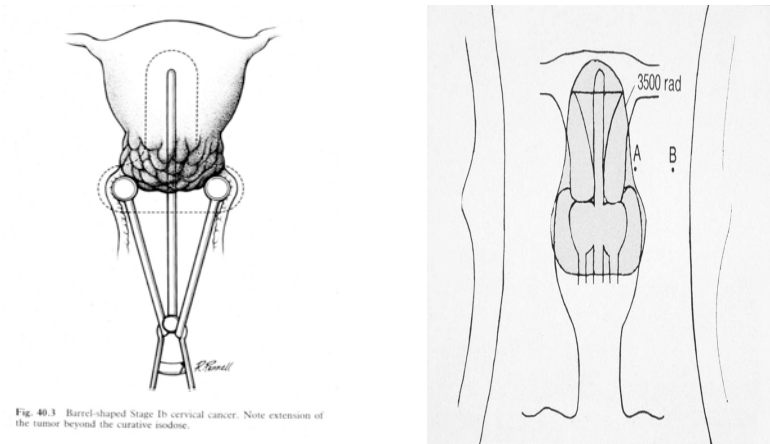 3500 rad
A
B
Fig. 40.3 Barrel-shaped Stage Ib cervical cancer. Note extension of
the tumor beyond the curative isodose.